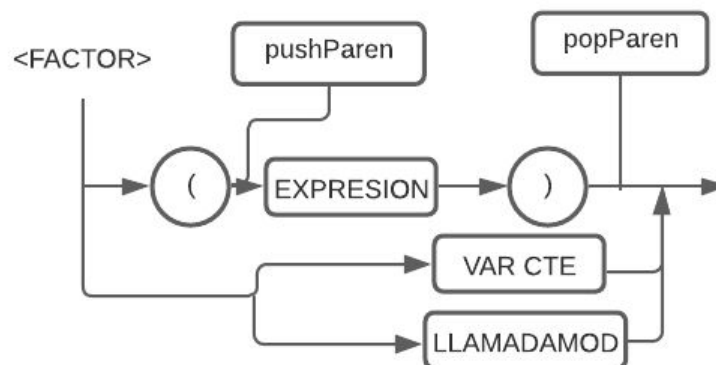 <FACTOR>
pushParen
popParen
(
EXPRESION
)
VAR CTE
LLAMADAMOD